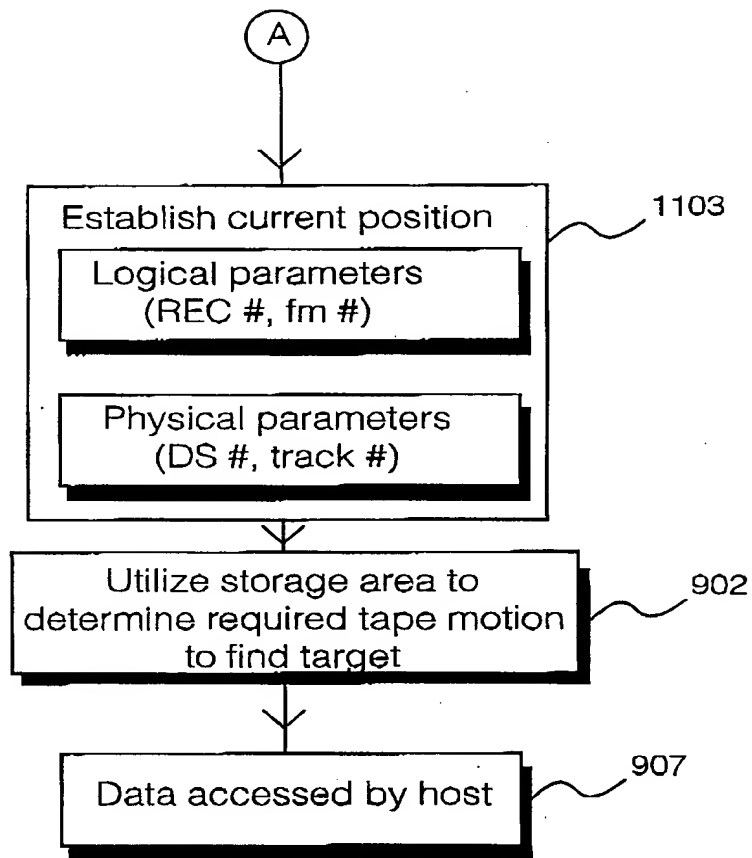 A
Establish current position
1103
Logical parameters
(REC #, fm #)
Physical parameters
(DS #, track #)
Utilize storage area to
determine required tape motion
to find target
902
Data accessed by host
907